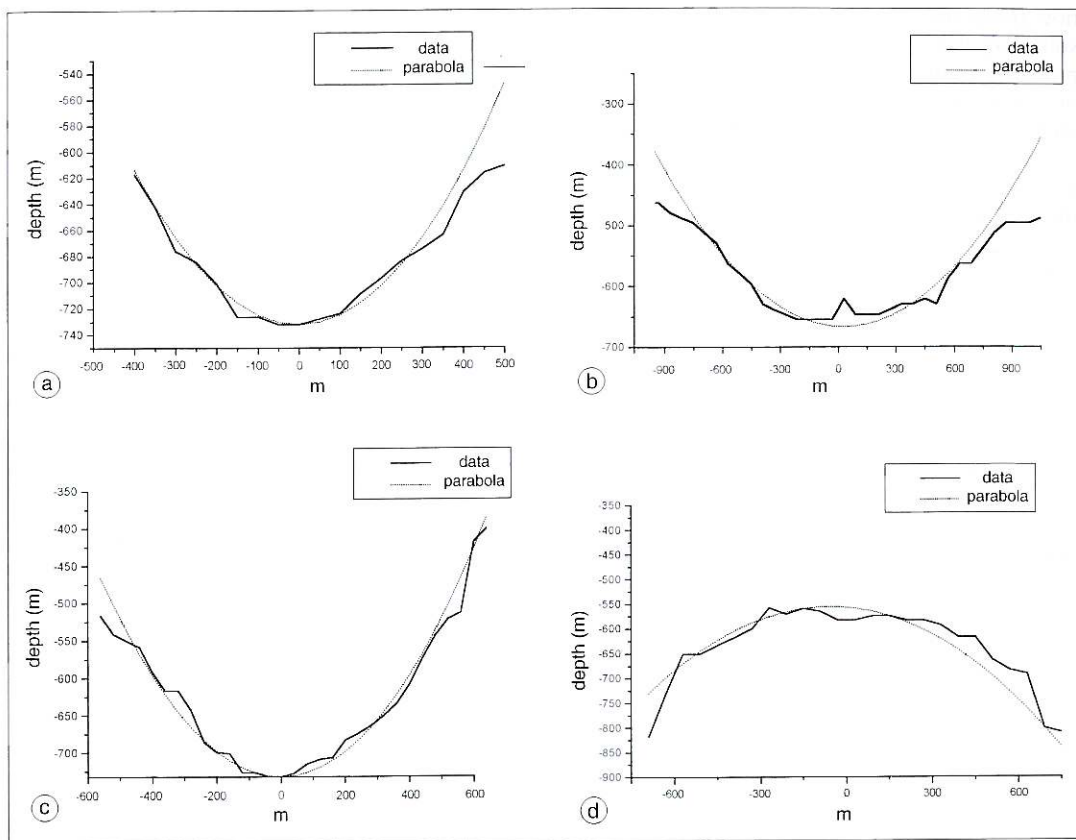 data
parabola
-540
-560
-580
-600
-620
-640
-660
-680
-700
-720
-740
depth (m)
-500 -400 -300 -200 -100 0 100 200 300 400 500
m
a
data
parabola
-300
-400
-500
-600
-700
depth (m)
-900 -600 -300 0 300 600 900
m
b
data
parabola
-350
-400
-450
-500
-550
-600
-650
-700
depth (m)
-600 -400 -200 0 200 400 600
m
c
data
parabola
-350
-400
-450
-500
-550
-600
-650
-700
-750
-800
-850
-900
depth (m)
-600 -300 0 300 600
m
d